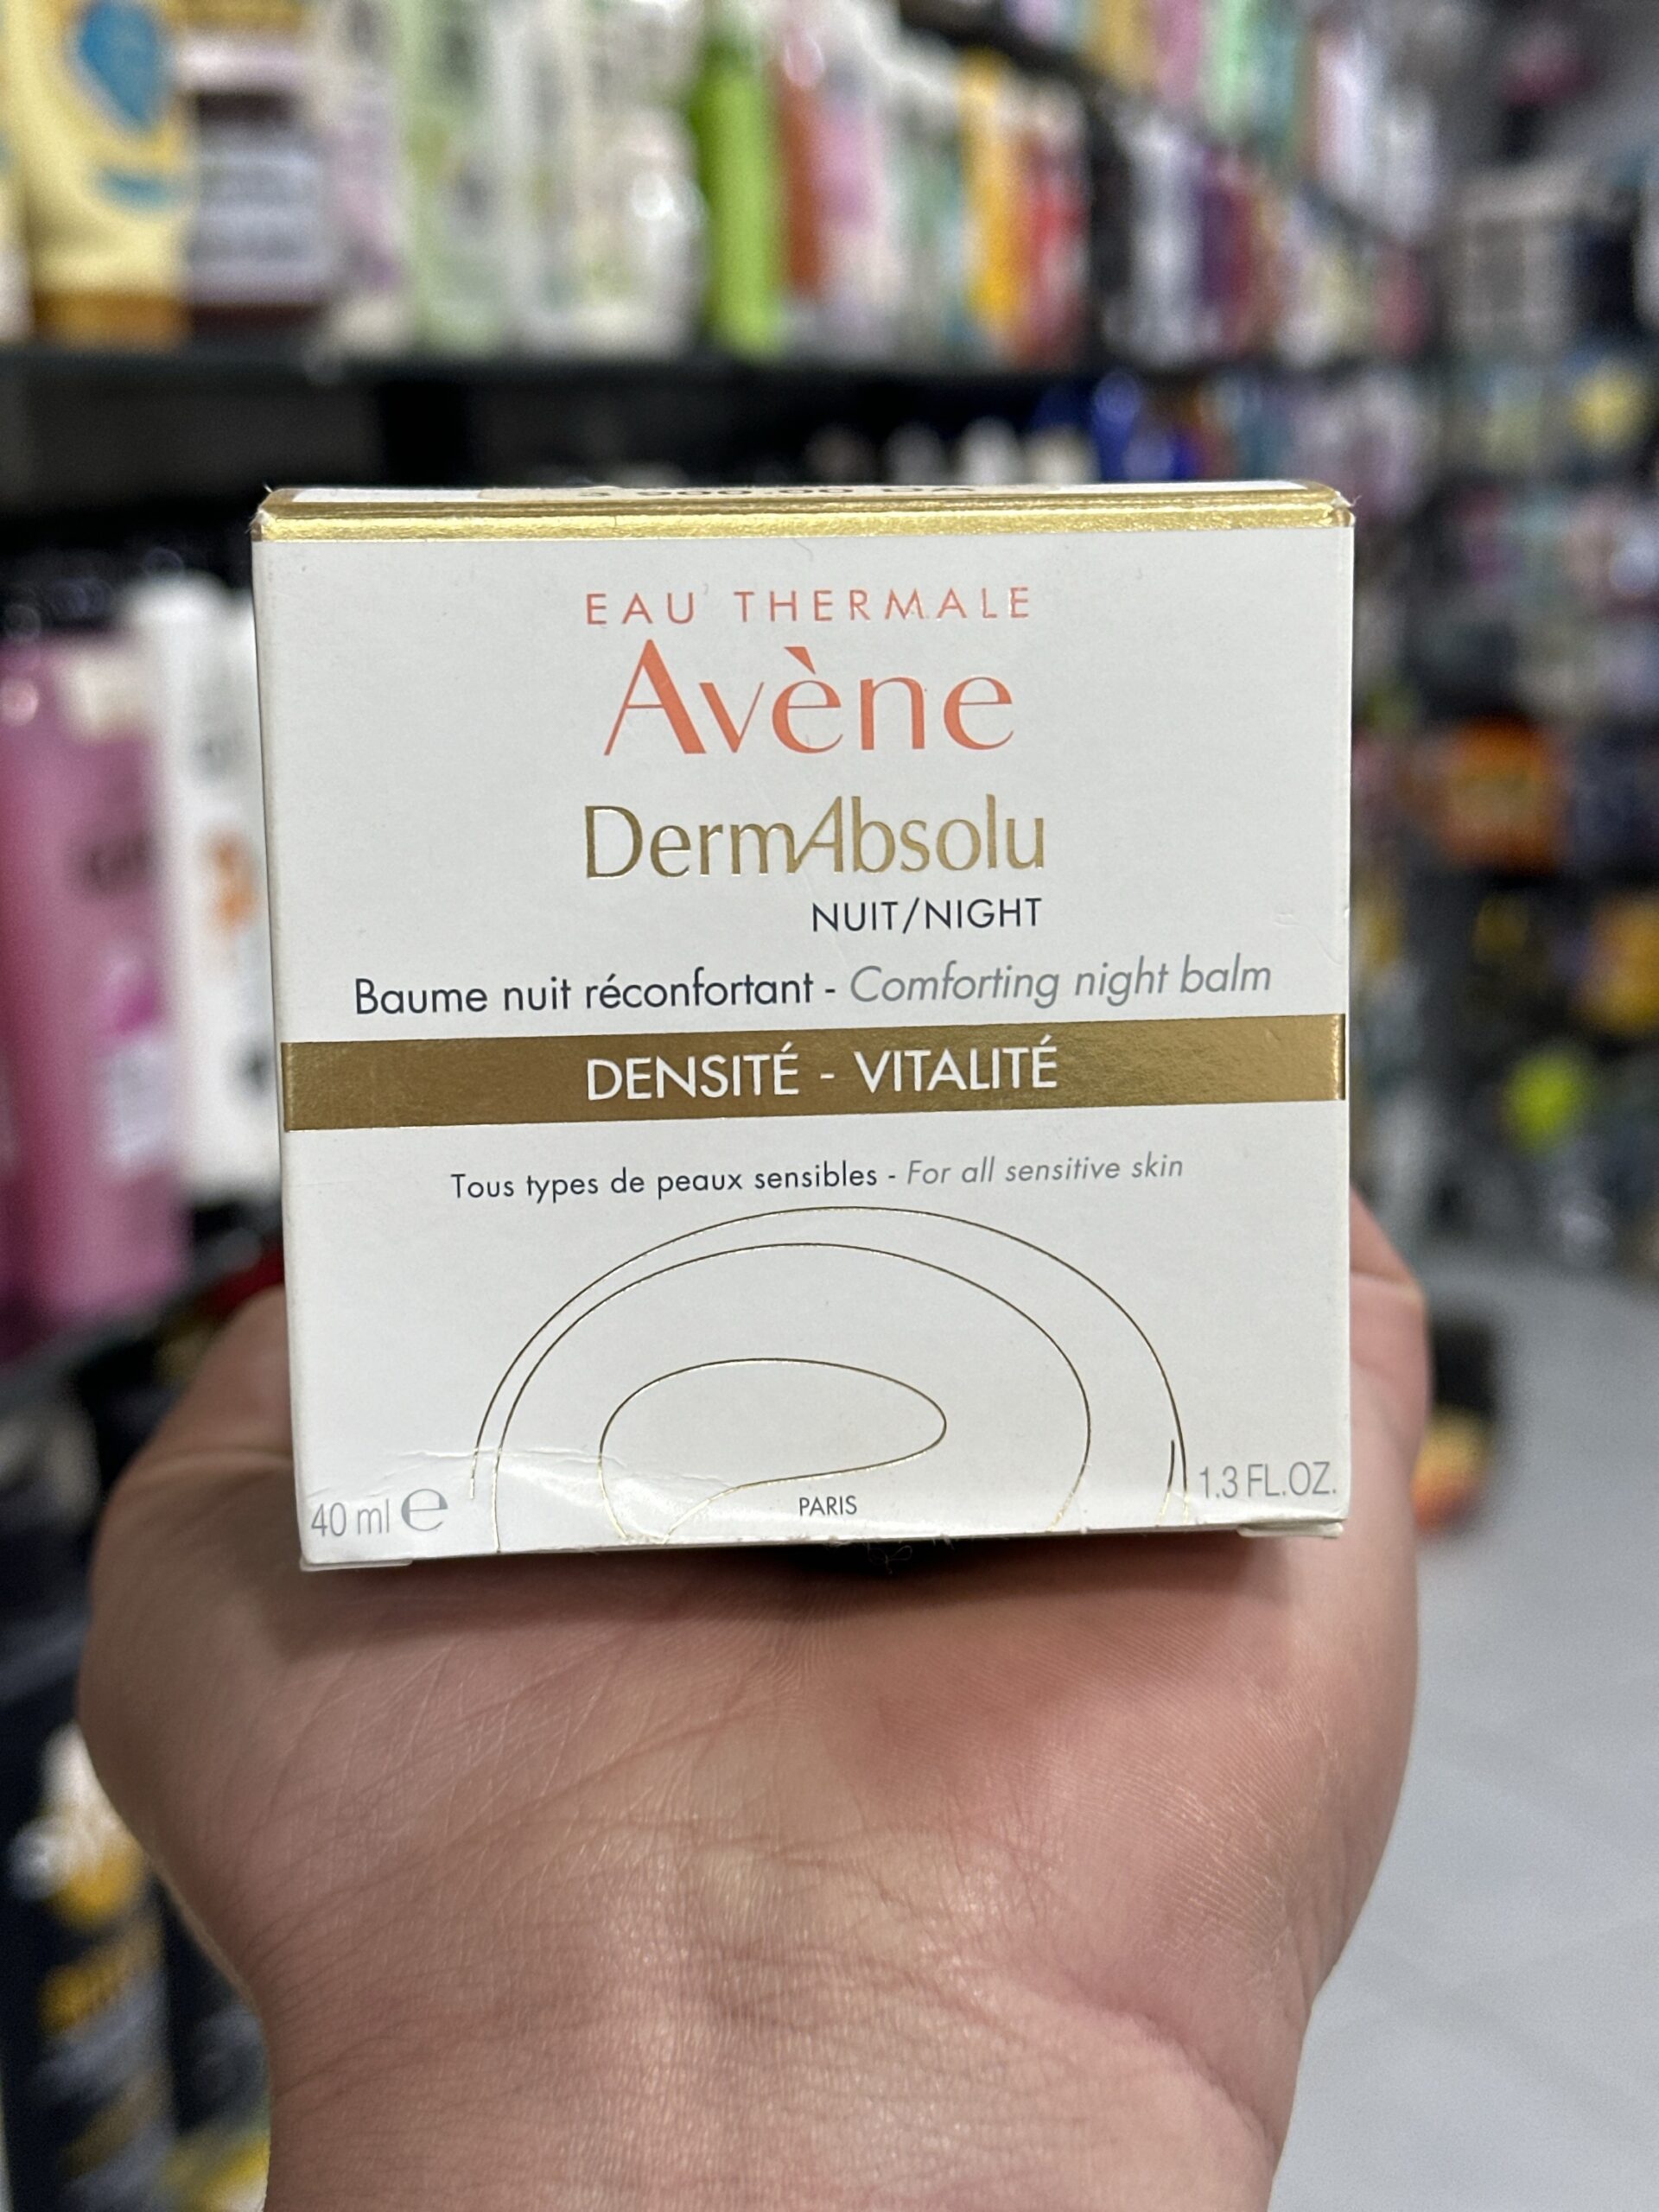 EAU THERMALE
Avène
DermAbsolu
NUIT/NIGHT
Baume nuit réconfortant - Comforting night balm
DENSITÉ - VITALITÉ
Tous types de peaux sensibles - For all sensitive skin
40 ml ℮
PARIS
1.3 FL.OZ.